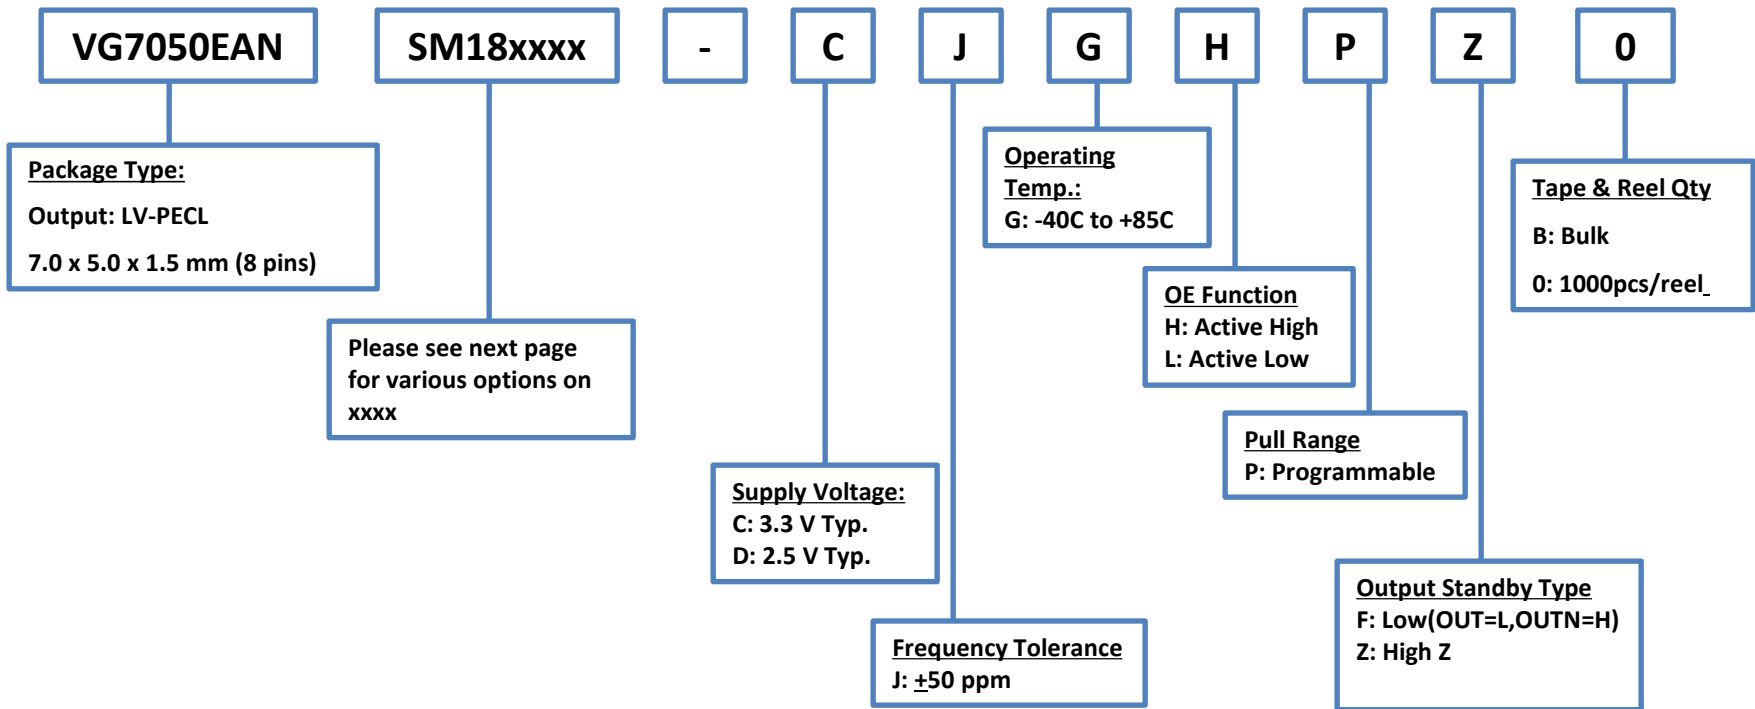 VG7050EAN SM18xxxx - C J G H P Z 0
Package Type:
Output: LV-PECL
7.0 x 5.0 x 1.5 mm (8 pins)
Please see next page
for various options on
xxxx
Supply Voltage:
C: 3.3 V Typ.
D: 2.5 V Typ.
Frequency Tolerance
J: ±50 ppm
Operating
Temp.:
G: -40C to +85C
OE Function
H: Active High
L: Active Low
Pull Range
P: Programmable
Output Standby Type
F: Low(OUT=L,OUTN=H)
Z: High Z
Tape & Reel Qty
B: Bulk
0: 1000pcs/reel_